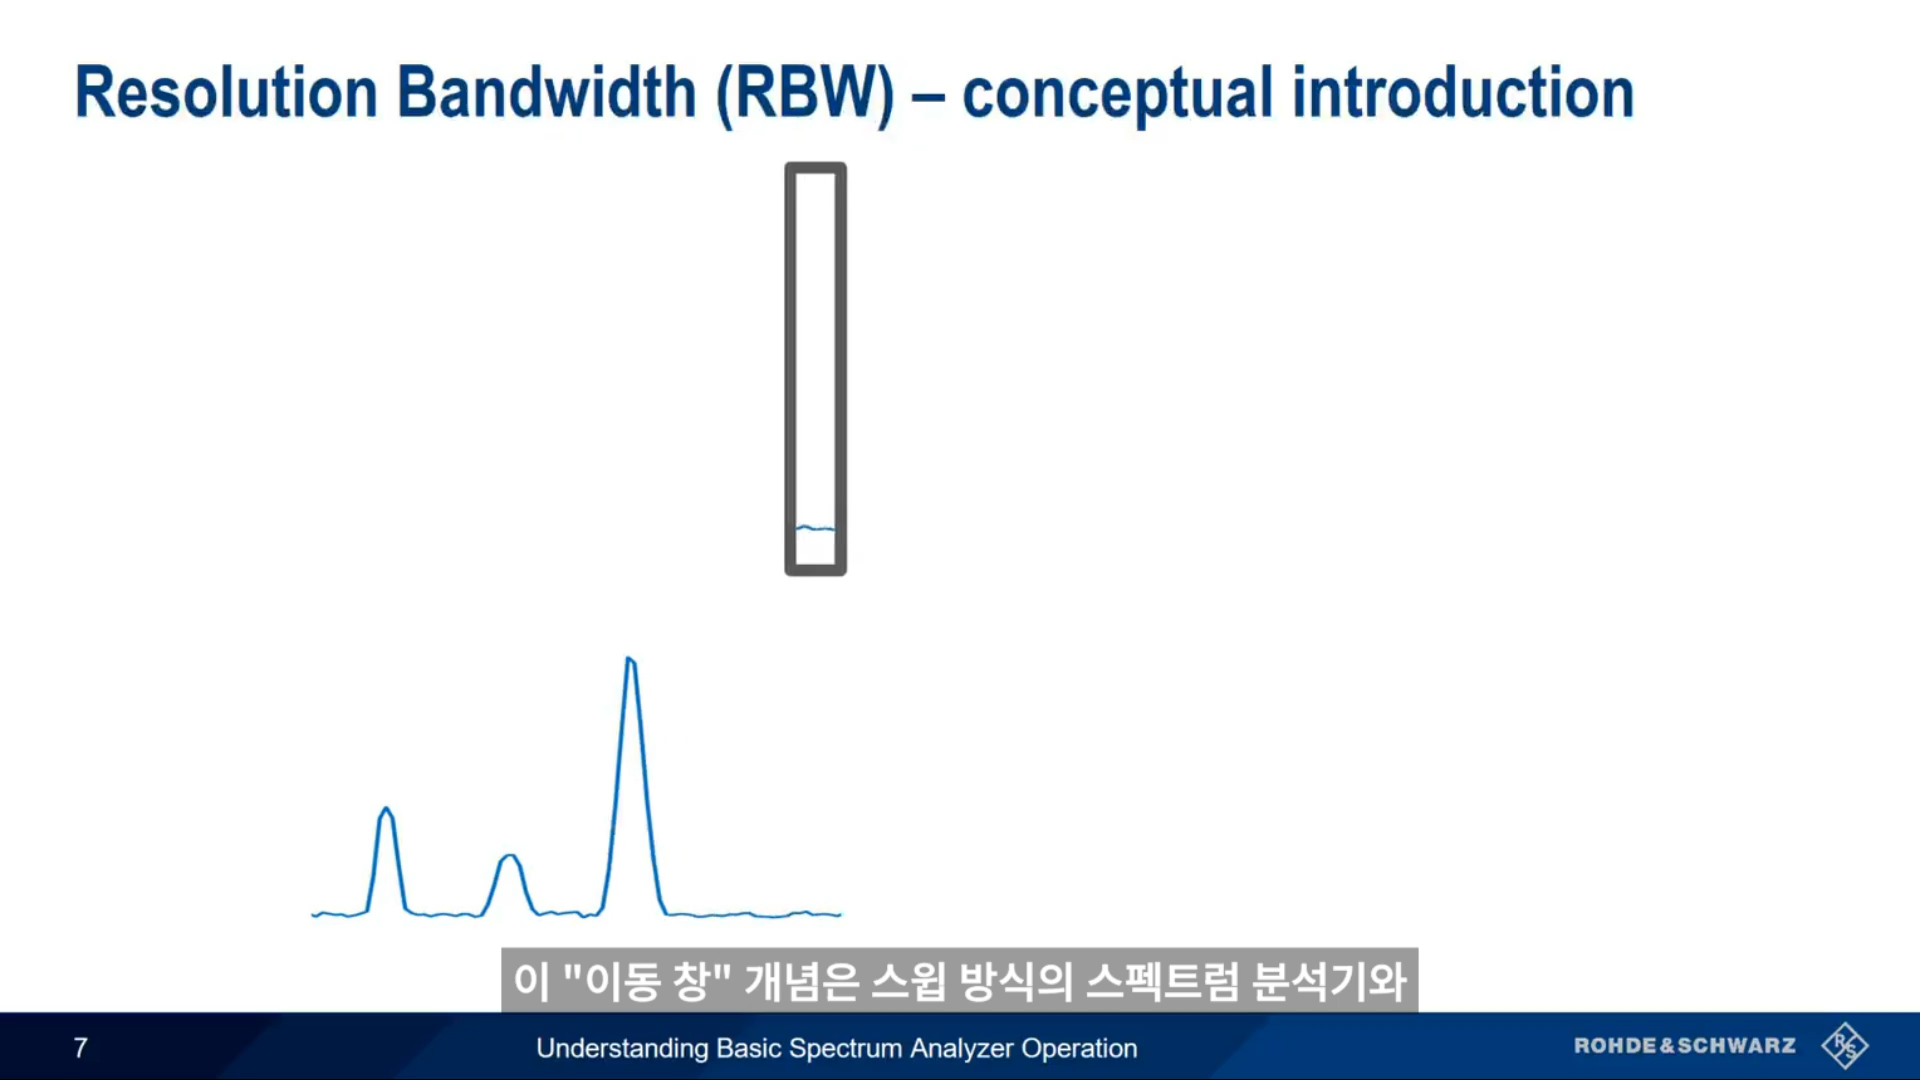 Resolution Bandwidth (RBW) – conceptual introduction
이 "이동 창" 개념은 스윕 방식의 스펙트럼 분석기와
7
Understanding Basic Spectrum Analyzer Operation
ROHDE&SCHWARZ
R&S